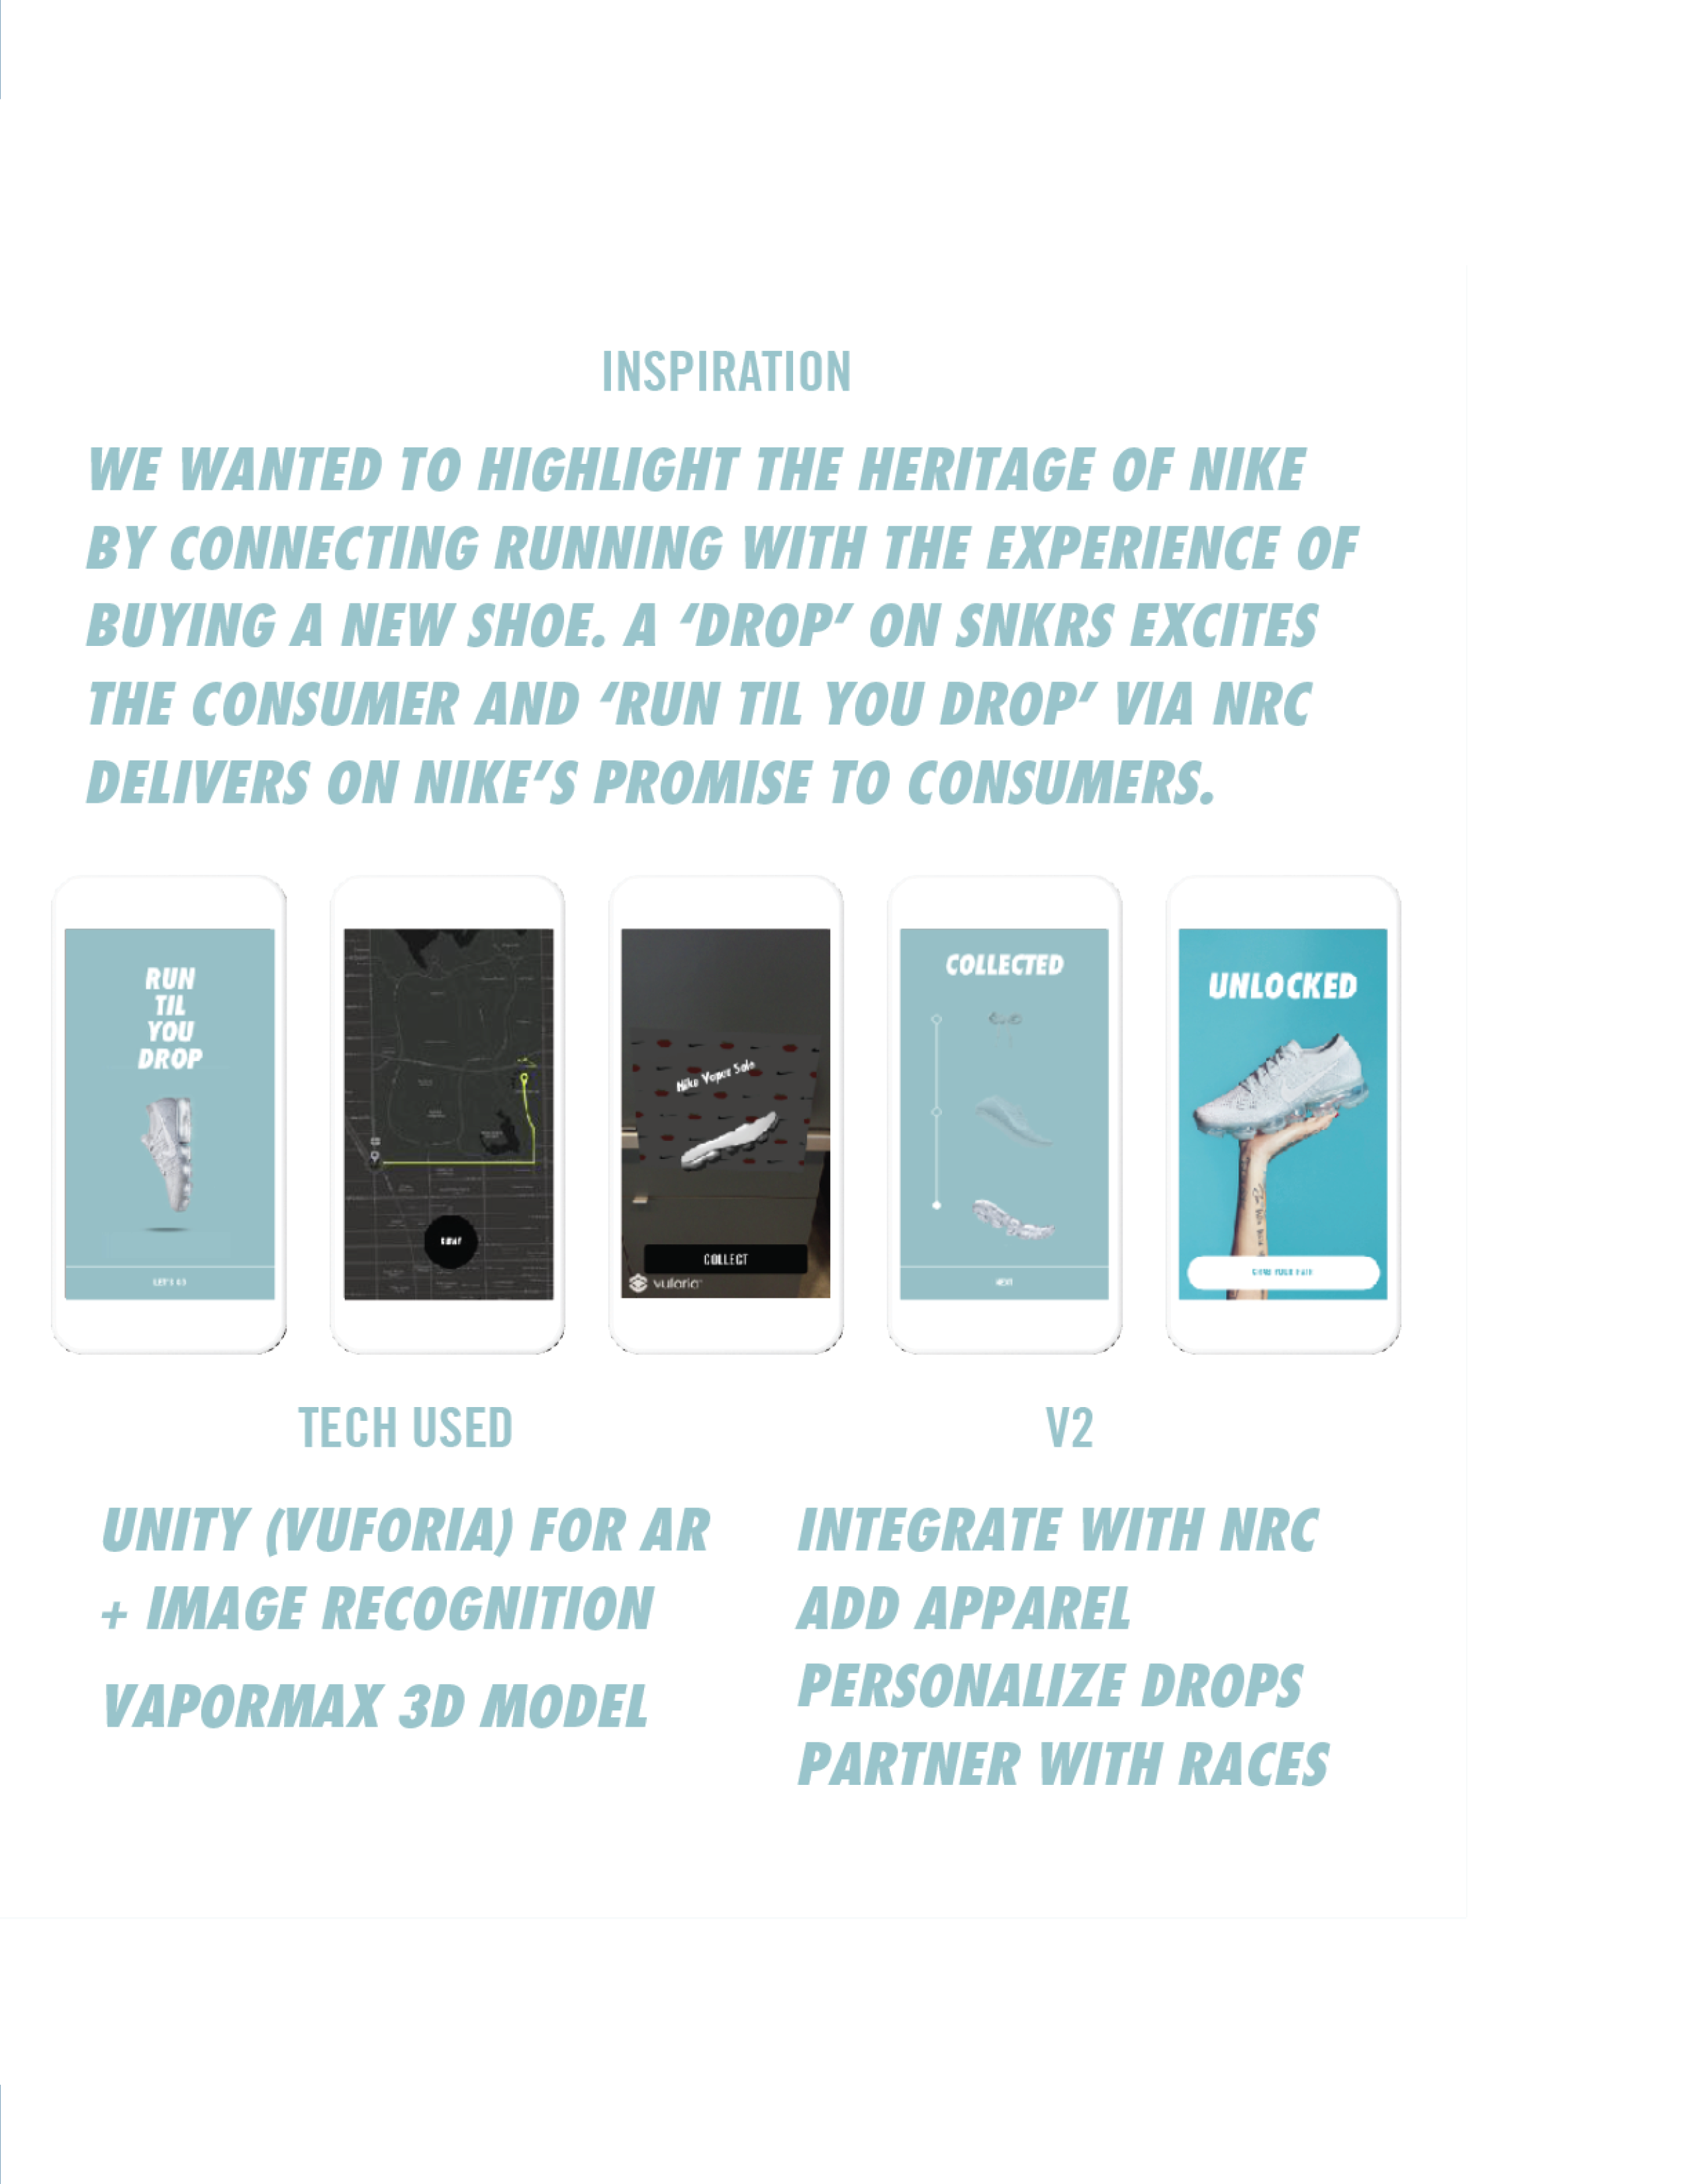 INSPIRATION
WE WANTED TO HIGHLIGHT THE HERITAGE OF NIKE
BY CONNECTING RUNNING WITH THE EXPERIENCE OF
BUYING A NEW SHOE. A ‘DROP’ ON SNKRS EXCITES
THE CONSUMER AND ‘RUN TIL YOU DROP’ VIA NRC
DELIVERS ON NIKE’S PROMISE TO CONSUMERS.
RUN
TIL
YOU
DROP
LET'S GO
Nike Vapor Sole
COLLECT
vuforia
COLLECTED
NEXT
UNLOCKED
GRAB YOUR PAIR
TECH USED
UNITY (VUFORIA) FOR AR
+ IMAGE RECOGNITION
VAPORMAX 3D MODEL
V2
INTEGRATE WITH NRC
ADD APPAREL
PERSONALIZE DROPS
PARTNER WITH RACES